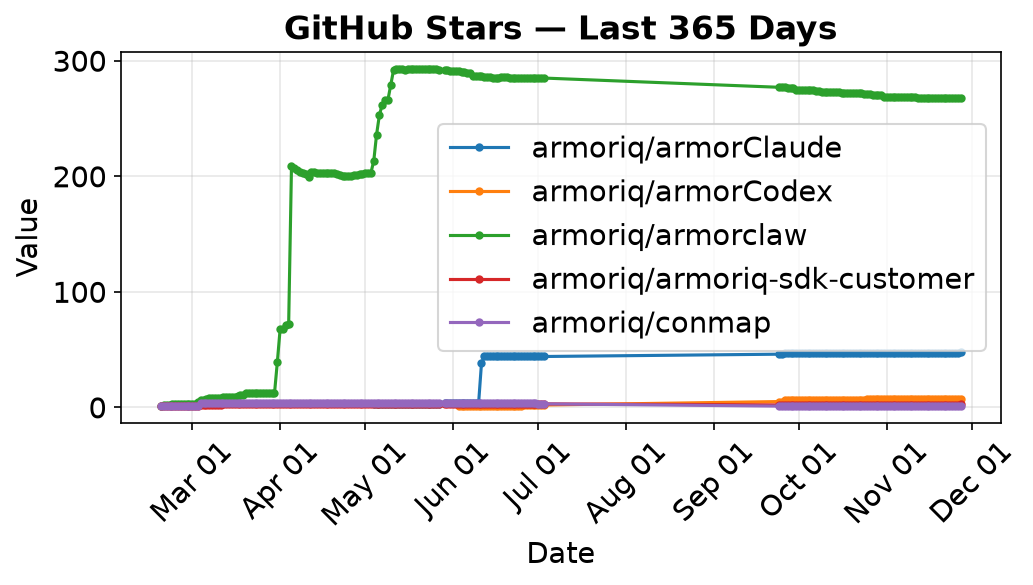 GitHub Stars — Last 365 Days
Value
300
200
100
0
armoriq/armorClaude
armoriq/armorCodex
armoriq/armorclaw
armoriq/armoriq-sdk-customer
armoriq/conmap
Mar 01
Apr 01
May 01
Jun 01
Jul 01
Aug 01
Sep 01
Oct 01
Nov 01
Dec 01
Date